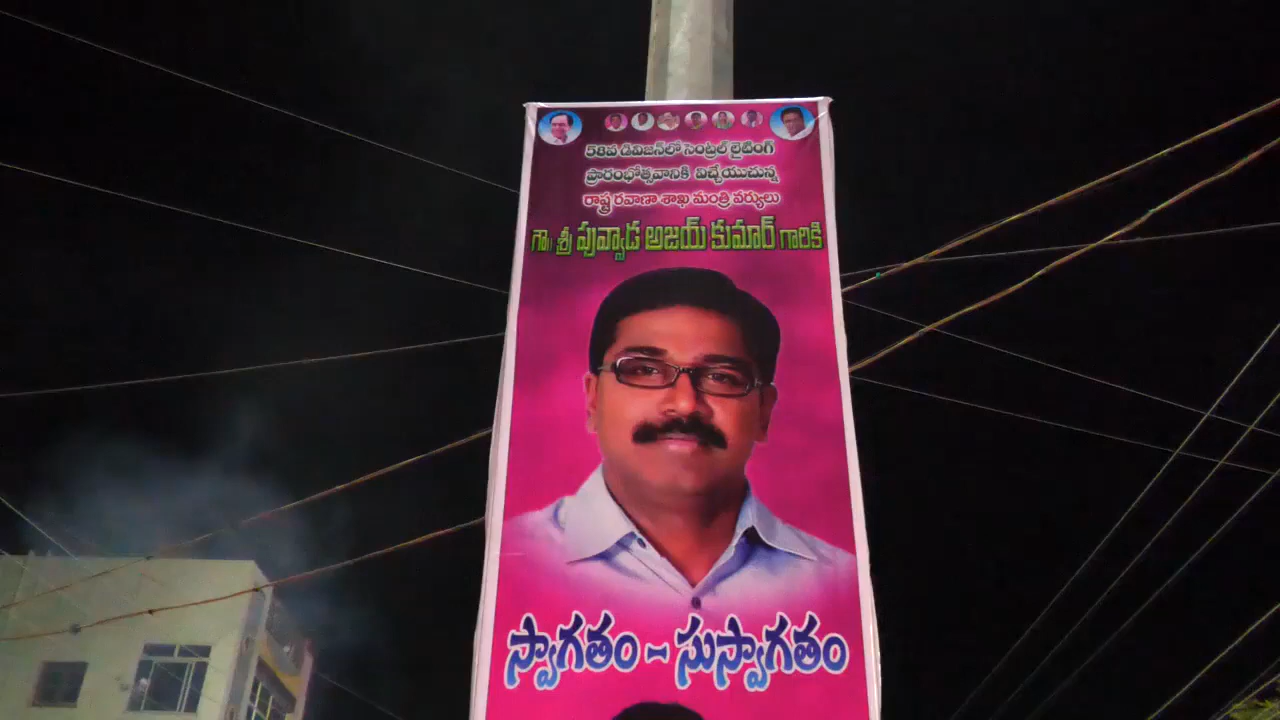 58వ డివిజన్‌లో సెంట్రల్ లైటింగ్
ప్రారంభోత్సవానికి విచ్చేయుచున్న
రాష్ట్ర రవాణా శాఖ మంత్రి వర్యులు
గౌ॥ శ్రీ పువ్వాడ అజయ్ కుమార్ గారికి
స్వాగతం - సుస్వాగతం